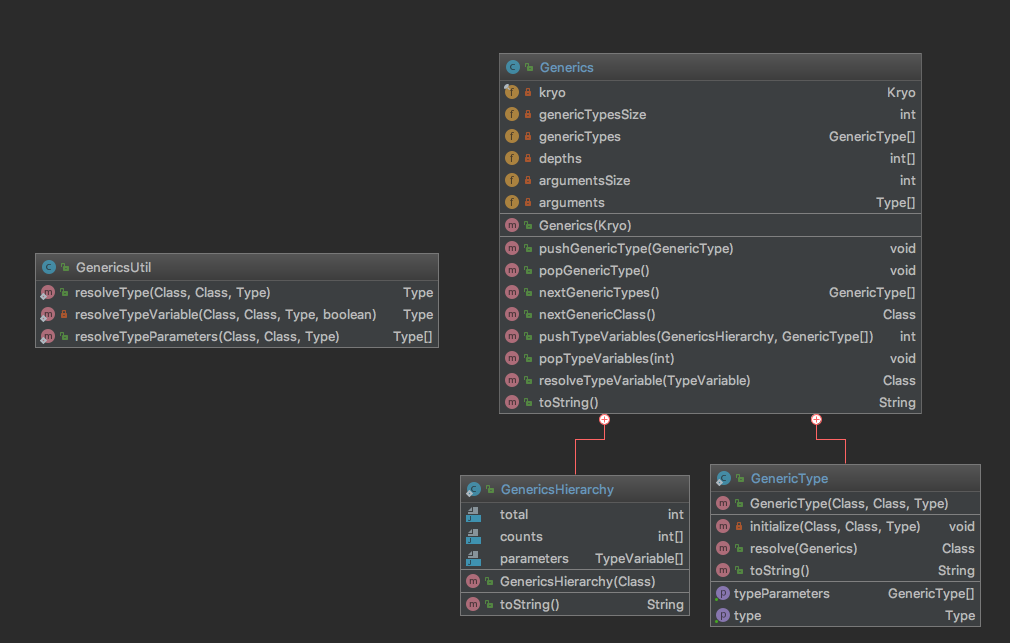 Generics
kryo Kryo
genericTypesSize int
genericTypes GenericType[]
depths int[]
argumentsSize int
arguments Type[]
Generics(Kryo)
pushGenericType(GenericType) void
popGenericType() void
nextGenericTypes() GenericType[]
nextGenericClass() Class
pushTypeVariables(GenericsHierarchy, GenericType[]) int
popTypeVariables(int) void
resolveTypeVariable(TypeVariable) Class
toString() String
GenericsUtil
resolveType(Class, Class, Type) Type
resolveTypeVariable(Class, Class, Type, boolean) Type
resolveTypeParameters(Class, Class, Type) Type[]
GenericsHierarchy
total int
counts int[]
parameters TypeVariable[]
GenericsHierarchy(Class)
toString() String
GenericType
GenericType(Class, Class, Type)
initialize(Class, Class, Type) void
resolve(Generics) Class
toString() String
typeParameters GenericType[]
type Type